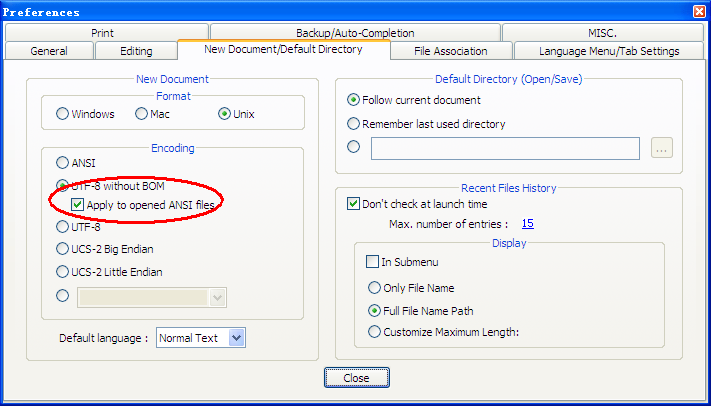 Preferences
Print
Backup/Auto-Completion
MISC.
General
Editing
New Document/Default Directory
File Association
Language Menu/Tab Settings
New Document
Format
Windows
Mac
Unix
Encoding
ANSI
UTF-8 without BOM
Apply to opened ANSI files
UTF-8
UCS-2 Big Endian
UCS-2 Little Endian
Default language :
Normal Text
Default Directory (Open/Save)
Follow current document
Remember last used directory
...
Recent Files History
Don't check at launch time
Max. number of entries : 15
Display
In Submenu
Only File Name
Full File Name Path
Customize Maximum Length:
Close